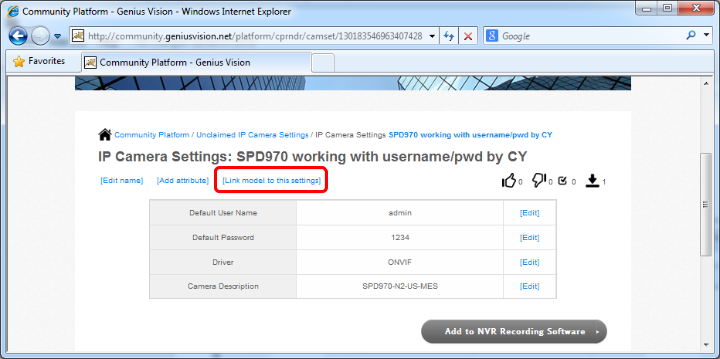 Community Platform - Genius Vision - Windows Internet Explorer
http://community.geniusvision.net/platform/cprndr/camset/130183546963407428
Google
Favorites
Community Platform - Genius Vision
Community Platform / Unclaimed IP Camera Settings / IP Camera Settings SPD970 working with username/pwd by CY
IP Camera Settings: SPD970 working with username/pwd by CY
[Edit name] [Add attribute] [Link model to this settings] 0 0 0 1
Default User Name admin [Edit]
Default Password 1234 [Edit]
Driver ONVIF [Edit]
Camera Description SPD970-N2-US-MES [Edit]
Add to NVR Recording Software